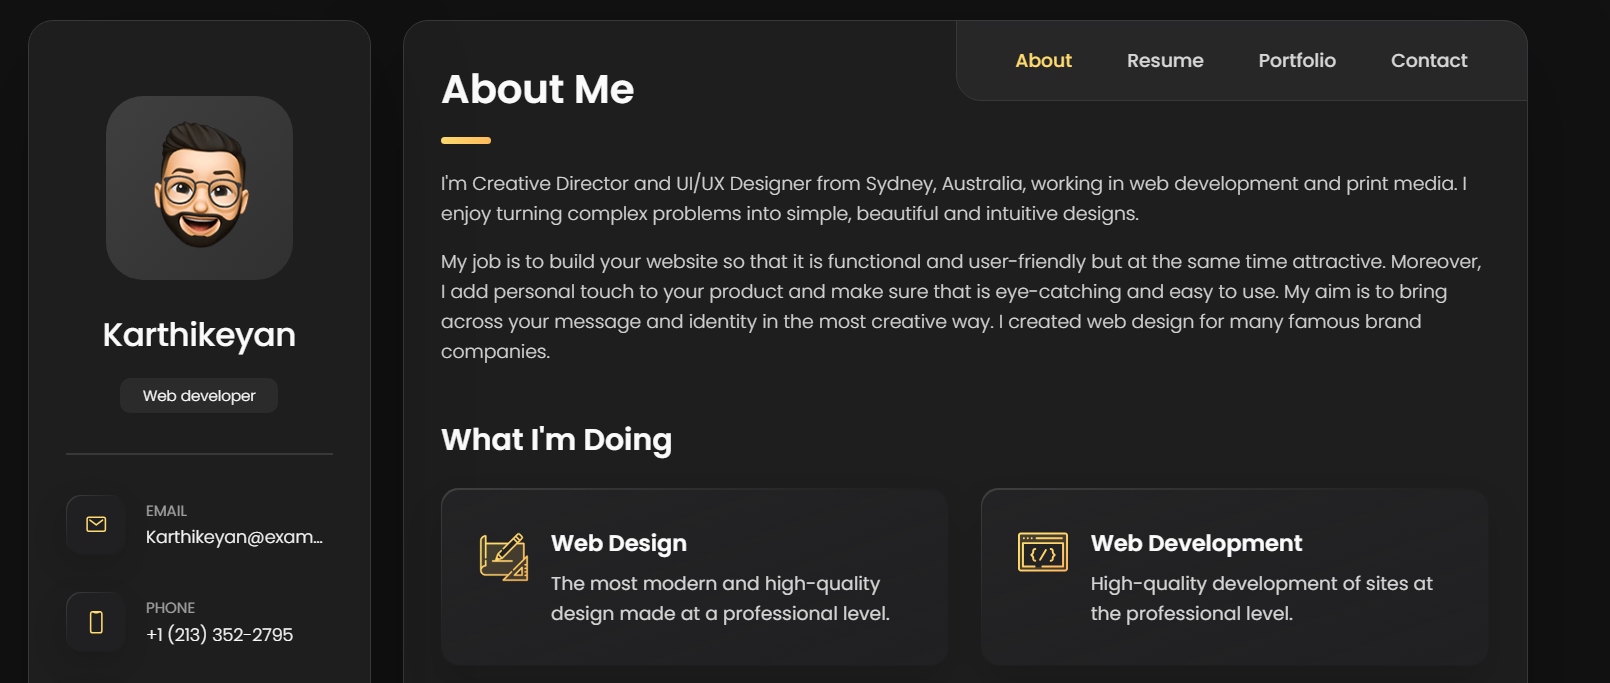 Karthikeyan
Web developer
EMAIL
Karthikeyan@exam...
PHONE
+1 (213) 352-2795
About Resume Portfolio Contact
About Me
I'm Creative Director and UI/UX Designer from Sydney, Australia, working in web development and print media. I
enjoy turning complex problems into simple, beautiful and intuitive designs.
My job is to build your website so that it is functional and user-friendly but at the same time attractive. Moreover,
I add personal touch to your product and make sure that is eye-catching and easy to use. My aim is to bring
across your message and identity in the most creative way. I created web design for many famous brand
companies.
What I'm Doing
Web Design
The most modern and high-quality
design made at a professional level.
Web Development
High-quality development of sites at
the professional level.